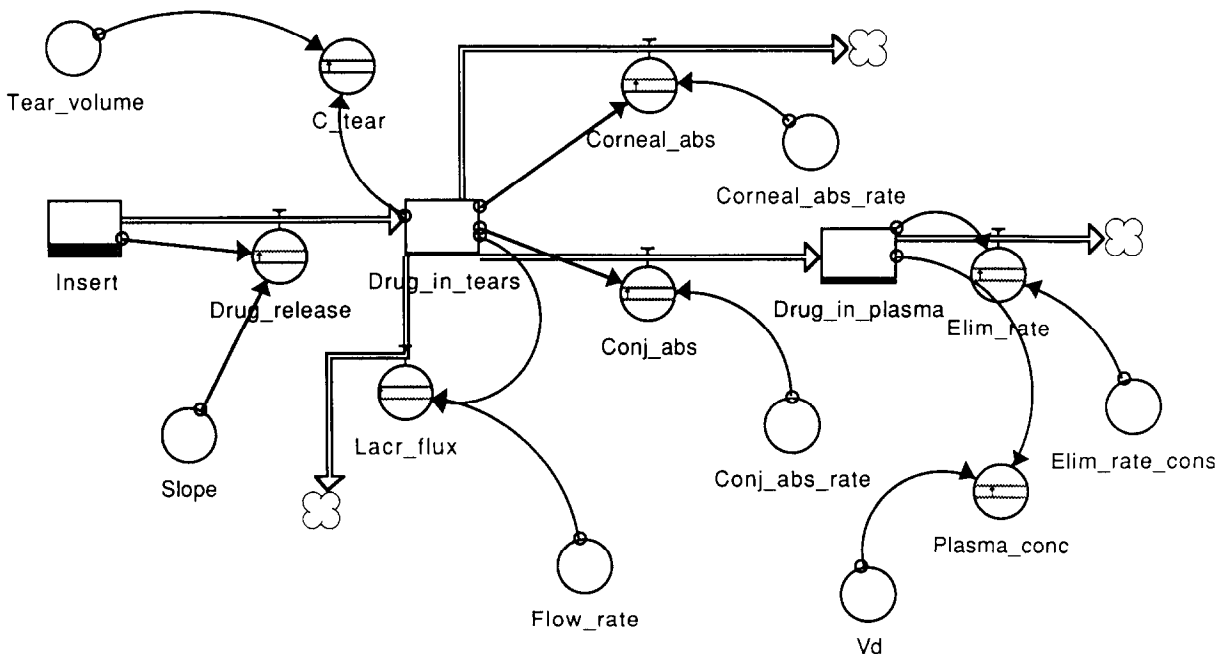 Tear_volume
C_tear
Corneal_abs
Corneal_abs_rate
Insert
Drug_release
Drug_in_tears
Drug_in_plasma
Elim_rate
Conj_abs
Slope
Lacr_flux
Conj_abs_rate
Elim_rate_cons
Plasma_conc
Flow_rate
Vd